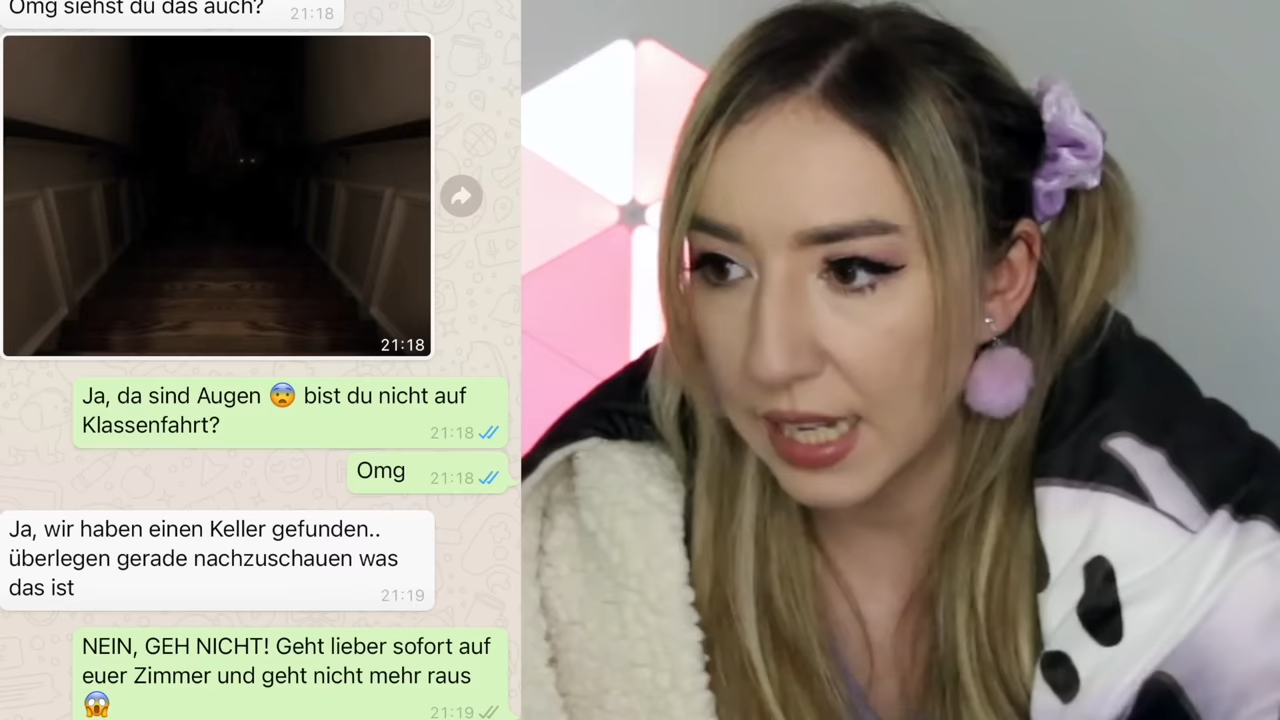 Omg siehst du das auch?
21:18
21:18
Ja, da sind Augen 😨 bist du nicht auf
Klassenfahrt?
21:18
Omg
21:18
Ja, wir haben einen Keller gefunden..
überlegen gerade nachzuschauen was
das ist
21:19
NEIN, GEH NICHT! Geht lieber sofort auf
euer Zimmer und geht nicht mehr raus
😱
21:19